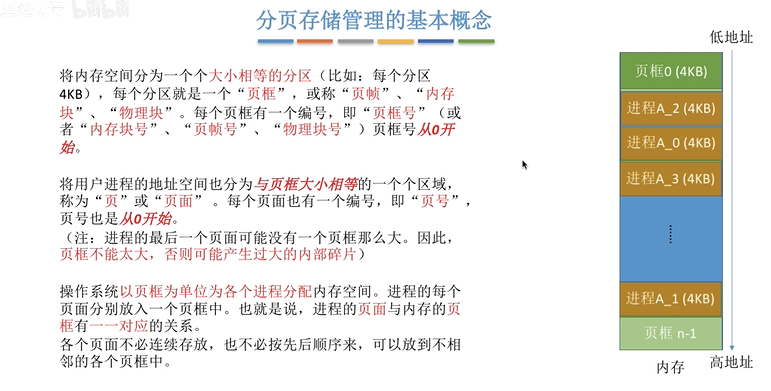 分页存储管理的基本概念
将内存空间分为一个个大小相等的分区（比如：每个分区
4KB），每个分区就是一个“页框”，或称“页帧”、“内存
块”、“物理块”。每个页框有一个编号，即“页框号”（或
者“内存块号”、“页帧号”、“物理块号”）页框号从0开
始。
将用户进程的地址空间也分为与页框大小相等的一个个区域，
称为“页”或“页面”。每个页面也有一个编号，即“页号”，
页号也是从0开始。
（注：进程的最后一个页面可能没有一个页框那么大。因此，
页框不能太大，否则可能产生过大的内部碎片）
操作系统以页框为单位为各个进程分配内存空间。进程的每个
页面分别放入一个页框中。也就是说，进程的页面与内存的页
框有一一对应的关系。
各个页面不必连续存放，也不必按先后顺序来，可以放到不相
邻的各个页框中。
低地址
页框0 (4KB)
进程A_2 (4KB)
进程A_0 (4KB)
进程A_3 (4KB)
......
进程A_1 (4KB)
页框 n-1
内存
高地址